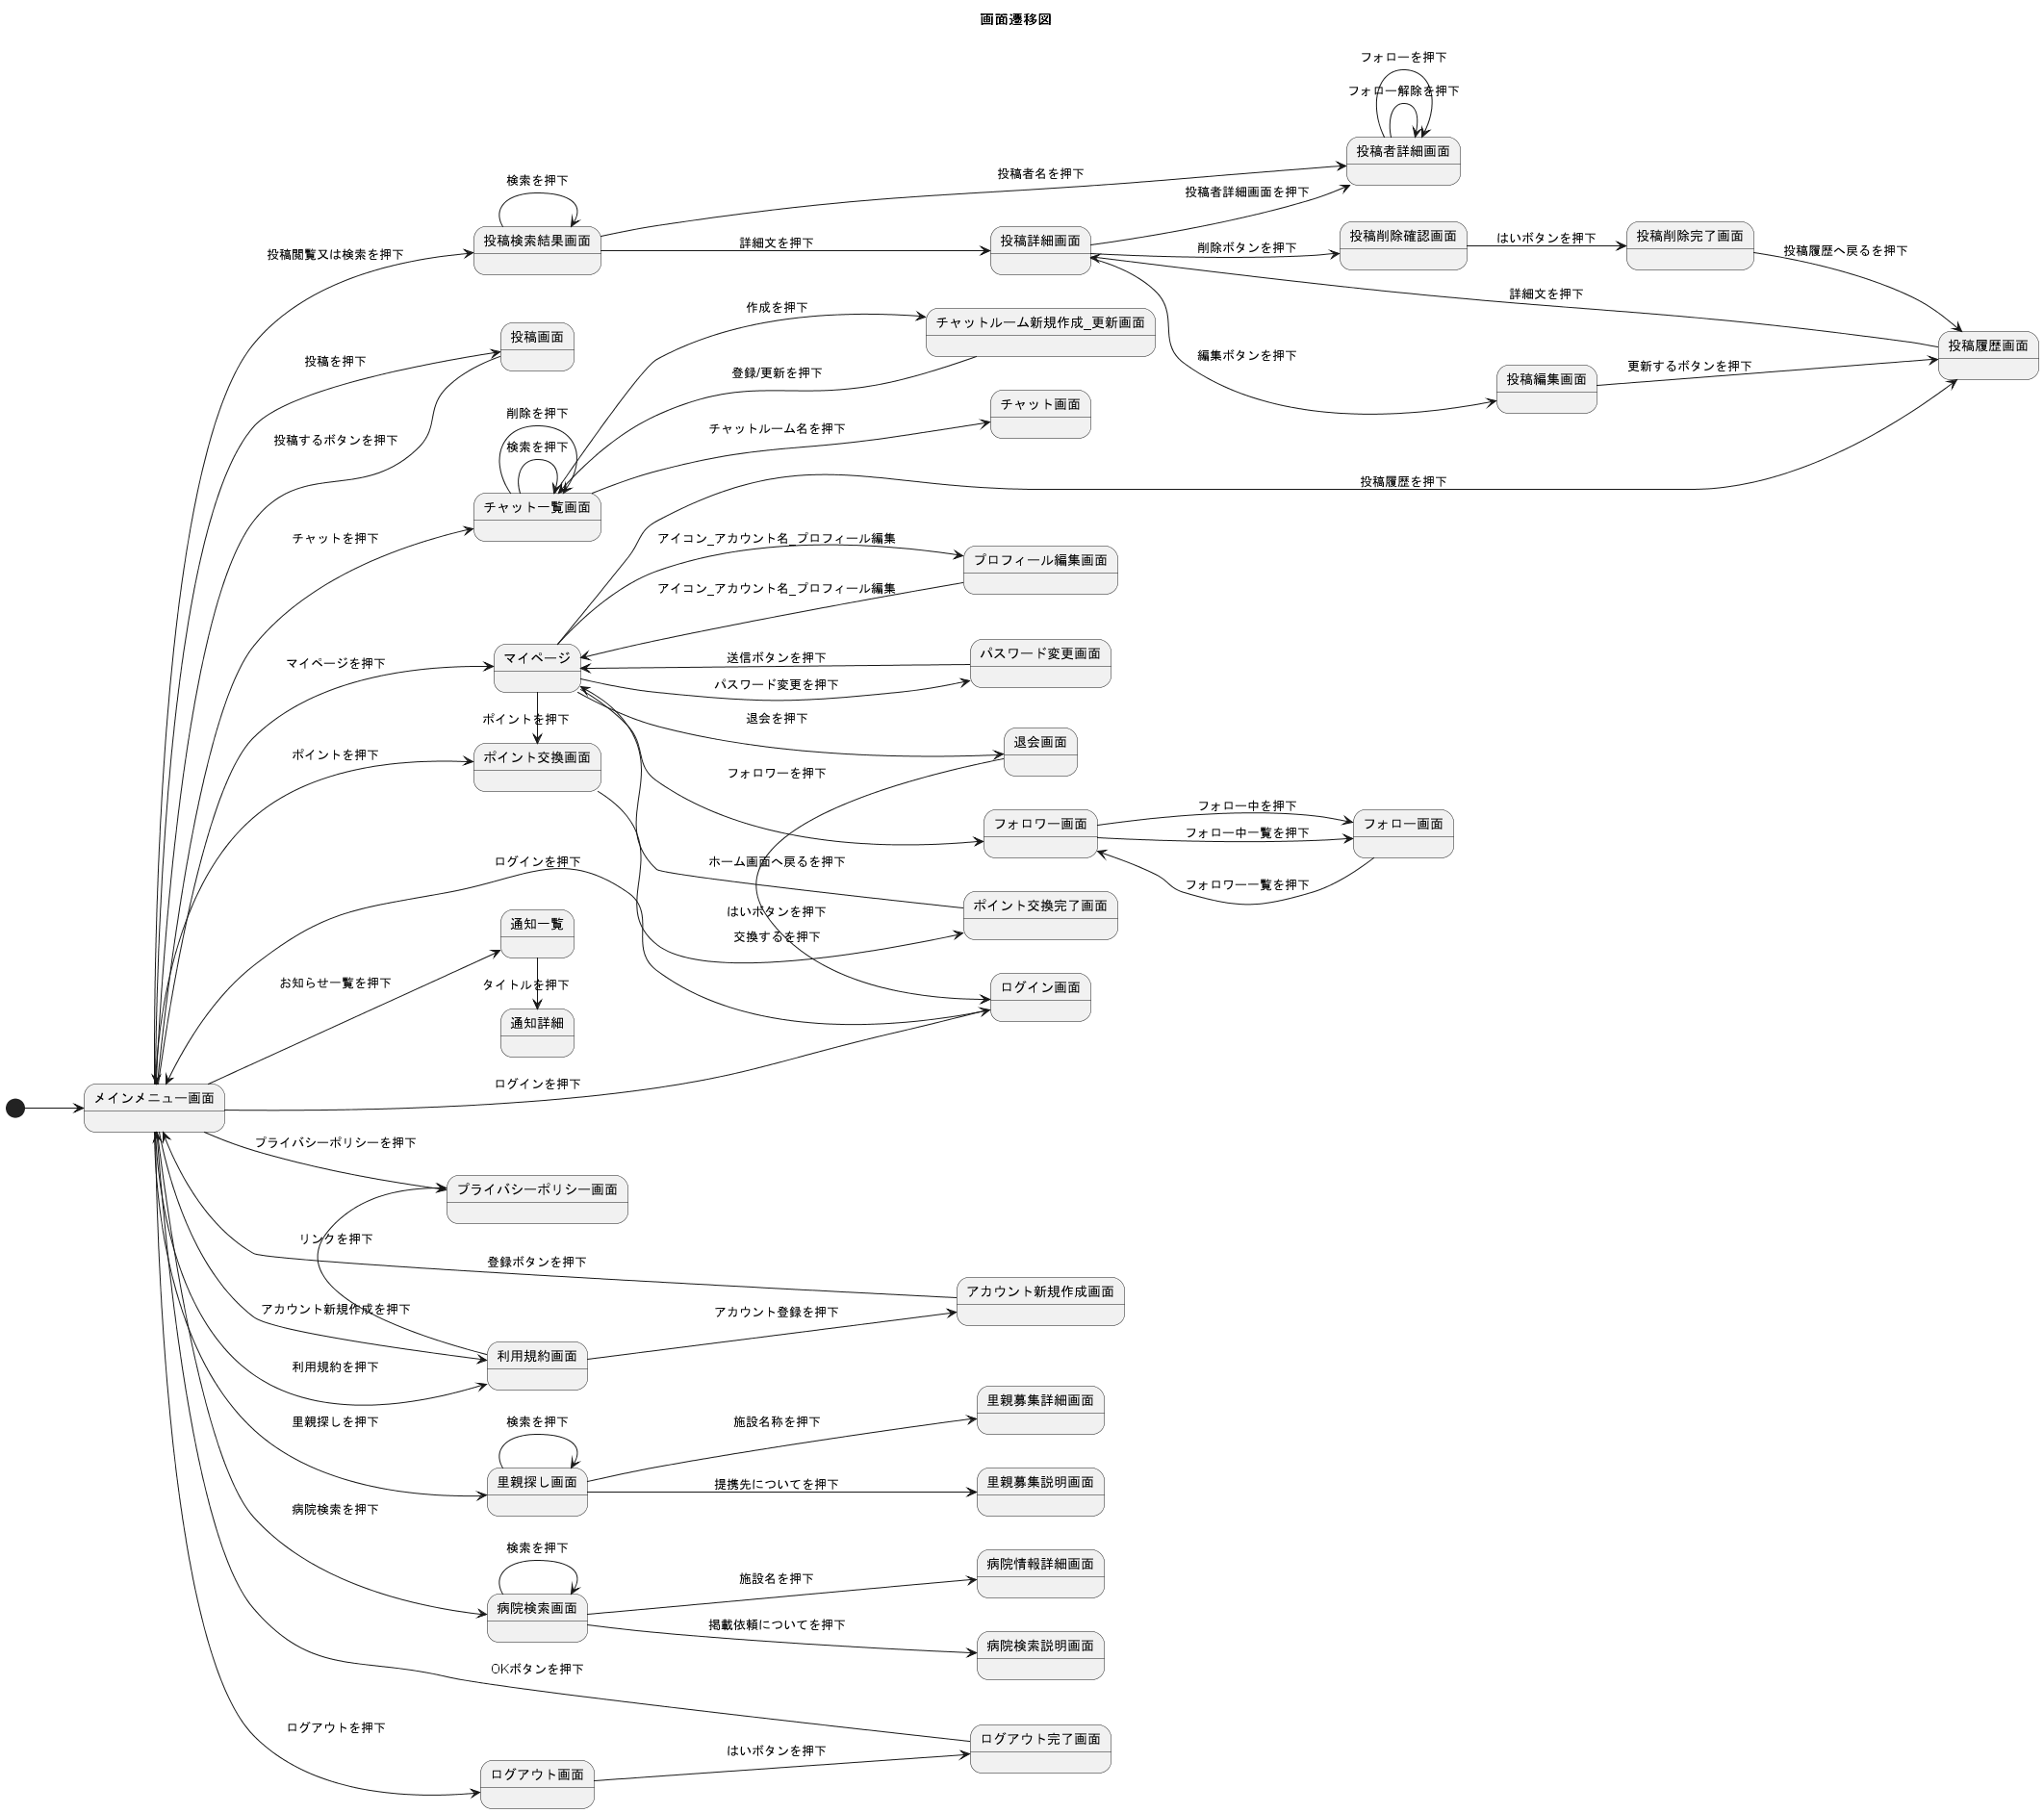 画面遷移図
フォローを押下
フォロー解除を押下
投稿者詳細画面
検索を押下
投稿者名を押下
投稿者詳細画面を押下
投稿閲覧又は検索を押下
投稿検索結果画面
詳細文を押下
投稿詳細画面
削除ボタンを押下
投稿削除確認画面
はいボタンを押下
投稿削除完了画面
投稿履歴へ戻るを押下
詳細文を押下
作成を押下
チャットルーム新規作成_更新画面
投稿画面
投稿を押下
登録/更新を押下
編集ボタンを押下
投稿履歴画面
更新するボタンを押下
投稿編集画面
チャット画面
削除を押下
チャットルーム名を押下
投稿するボタンを押下
検索を押下
投稿履歴を押下
チャット一覧画面
チャットを押下
アイコン_アカウント名_プロフィール編集
プロフィール編集画面
アイコン_アカウント名_プロフィール編集
マイページを押下
マイページ
送信ボタンを押下
パスワード変更画面
パスワード変更を押下
ポイントを押下
退会を押下
退会画面
ポイントを押下
ポイント交換画面
フォロワーを押下
フォロワー画面
フォロー中を押下
フォロー中一覧を押下
フォロー画面
ログインを押下
ホーム画面へ戻るを押下
フォロワー一覧を押下
ポイント交換完了画面
はいボタンを押下
通知一覧
交換するを押下
お知らせ一覧を押下
タイトルを押下
ログイン画面
通知詳細
ログインを押下
メインメニュー画面
プライバシーポリシーを押下
プライバシーポリシー画面
リンクを押下
登録ボタンを押下
アカウント新規作成画面
アカウント新規作成を押下
アカウント登録を押下
利用規約画面
利用規約を押下
里親募集詳細画面
里親探しを押下
検索を押下
施設名称を押下
里親探し画面
提携先についてを押下
里親募集説明画面
病院検索を押下
検索を押下
病院情報詳細画面
施設名を押下
病院検索画面
掲載依頼についてを押下
病院検索説明画面
OKボタンを押下
ログアウトを押下
ログアウト完了画面
はいボタンを押下
ログアウト画面